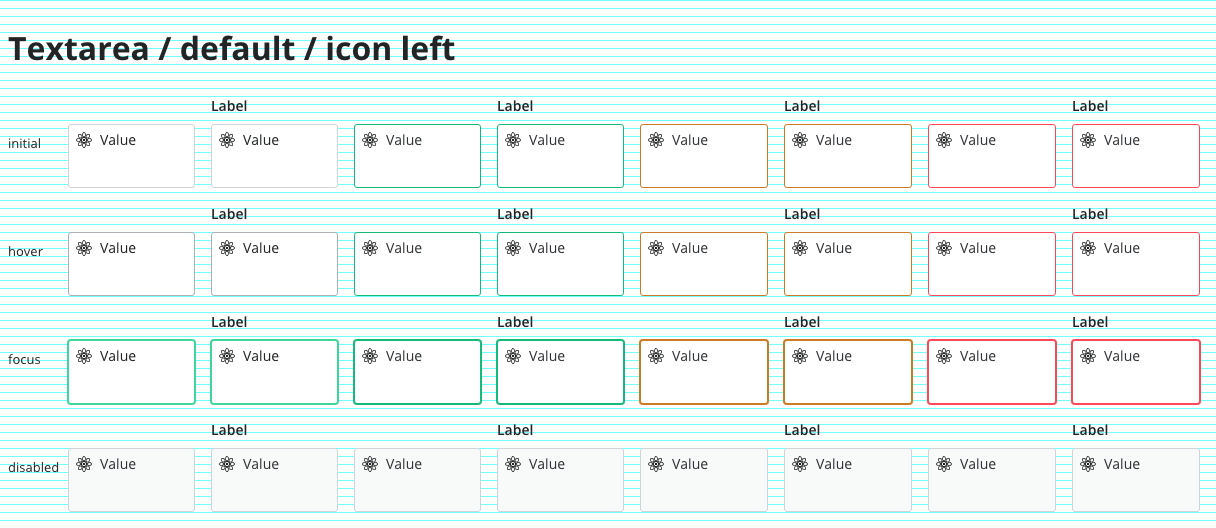 Textarea / default / icon left
Label Label Label Label
initial Value Value Value Value Value Value Value Value
Label Label Label Label
hover Value Value Value Value Value Value Value Value
Label Label Label Label
focus Value Value Value Value Value Value Value Value
Label Label Label Label
disabled Value Value Value Value Value Value Value Value